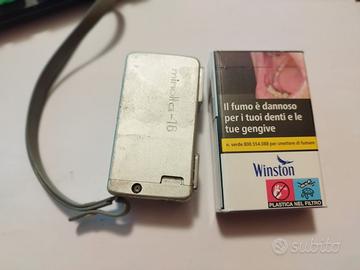 minolta-16
Il fumo è dannoso
per i tuoi denti e le
tue gengive
n. verde 800.554.088 per smettere di fumare
Winston
PLASTICA NEL FILTRO
subito